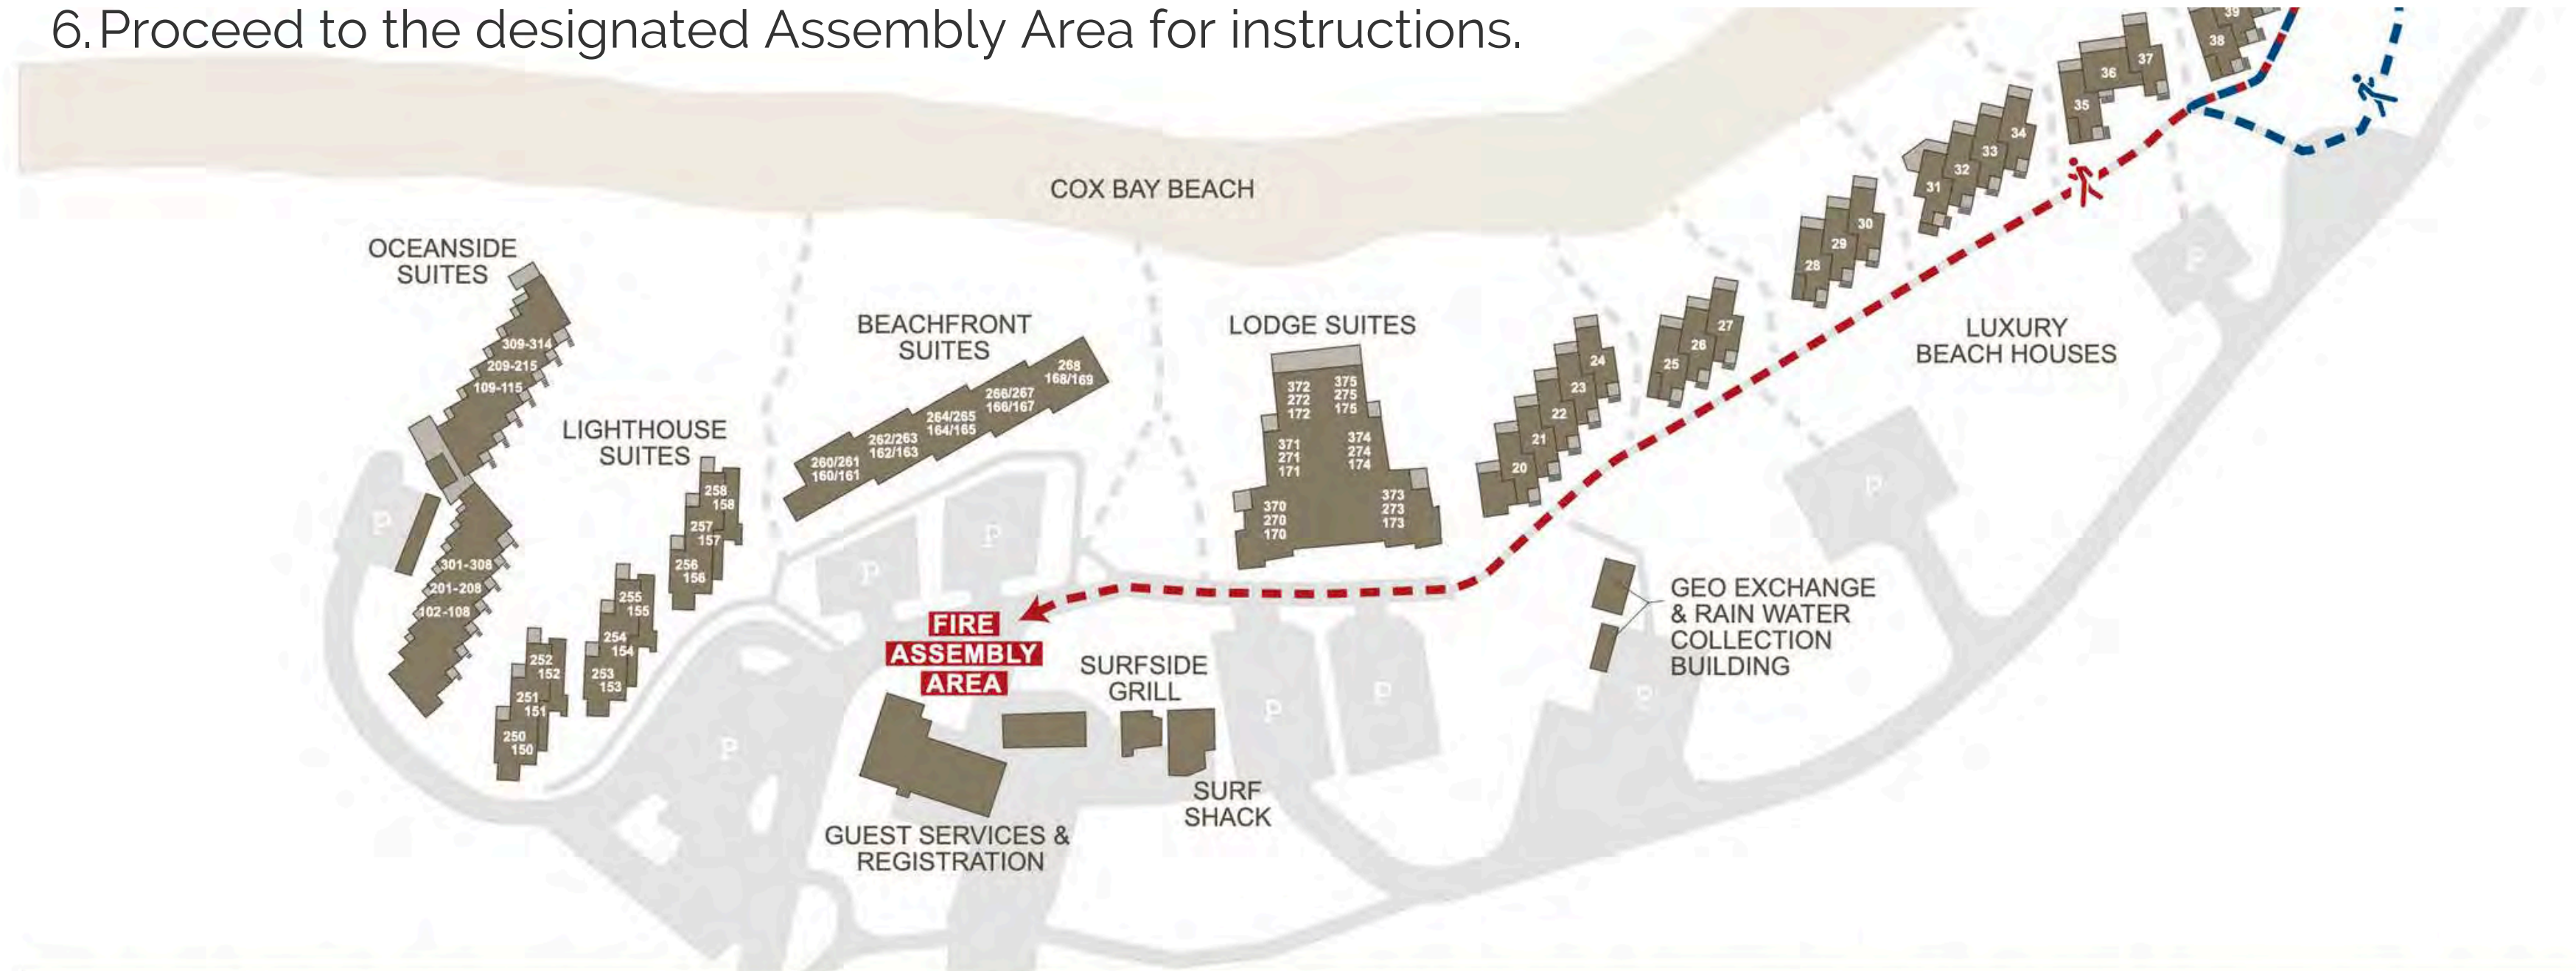 6. Proceed to the designated Assembly Area for instructions.
39
38
37
36
35
34
33
32
31
30
29
28
27
26
25
24
23
22
21
20
COX BAY BEACH
OCEANSIDE
SUITES
309-314
209-215
109-115
301-308
201-208
102-108
LIGHTHOUSE
SUITES
258
158
257
157
256
156
255
155
254
154
253
153
252
152
251
151
250
150
BEACHFRONT
SUITES
268
168/169
266/267
166/167
264/265
164/165
262/263
162/163
260/261
160/161
LODGE SUITES
372
272
172
375
275
175
371
271
171
374
274
174
370
270
170
373
273
173
LUXURY
BEACH HOUSES
P
P
P
P
P
P
P
P
P
FIRE
ASSEMBLY
AREA
SURFSIDE
GRILL
SURF
SHACK
GUEST SERVICES &
REGISTRATION
GEO EXCHANGE
& RAIN WATER
COLLECTION
BUILDING